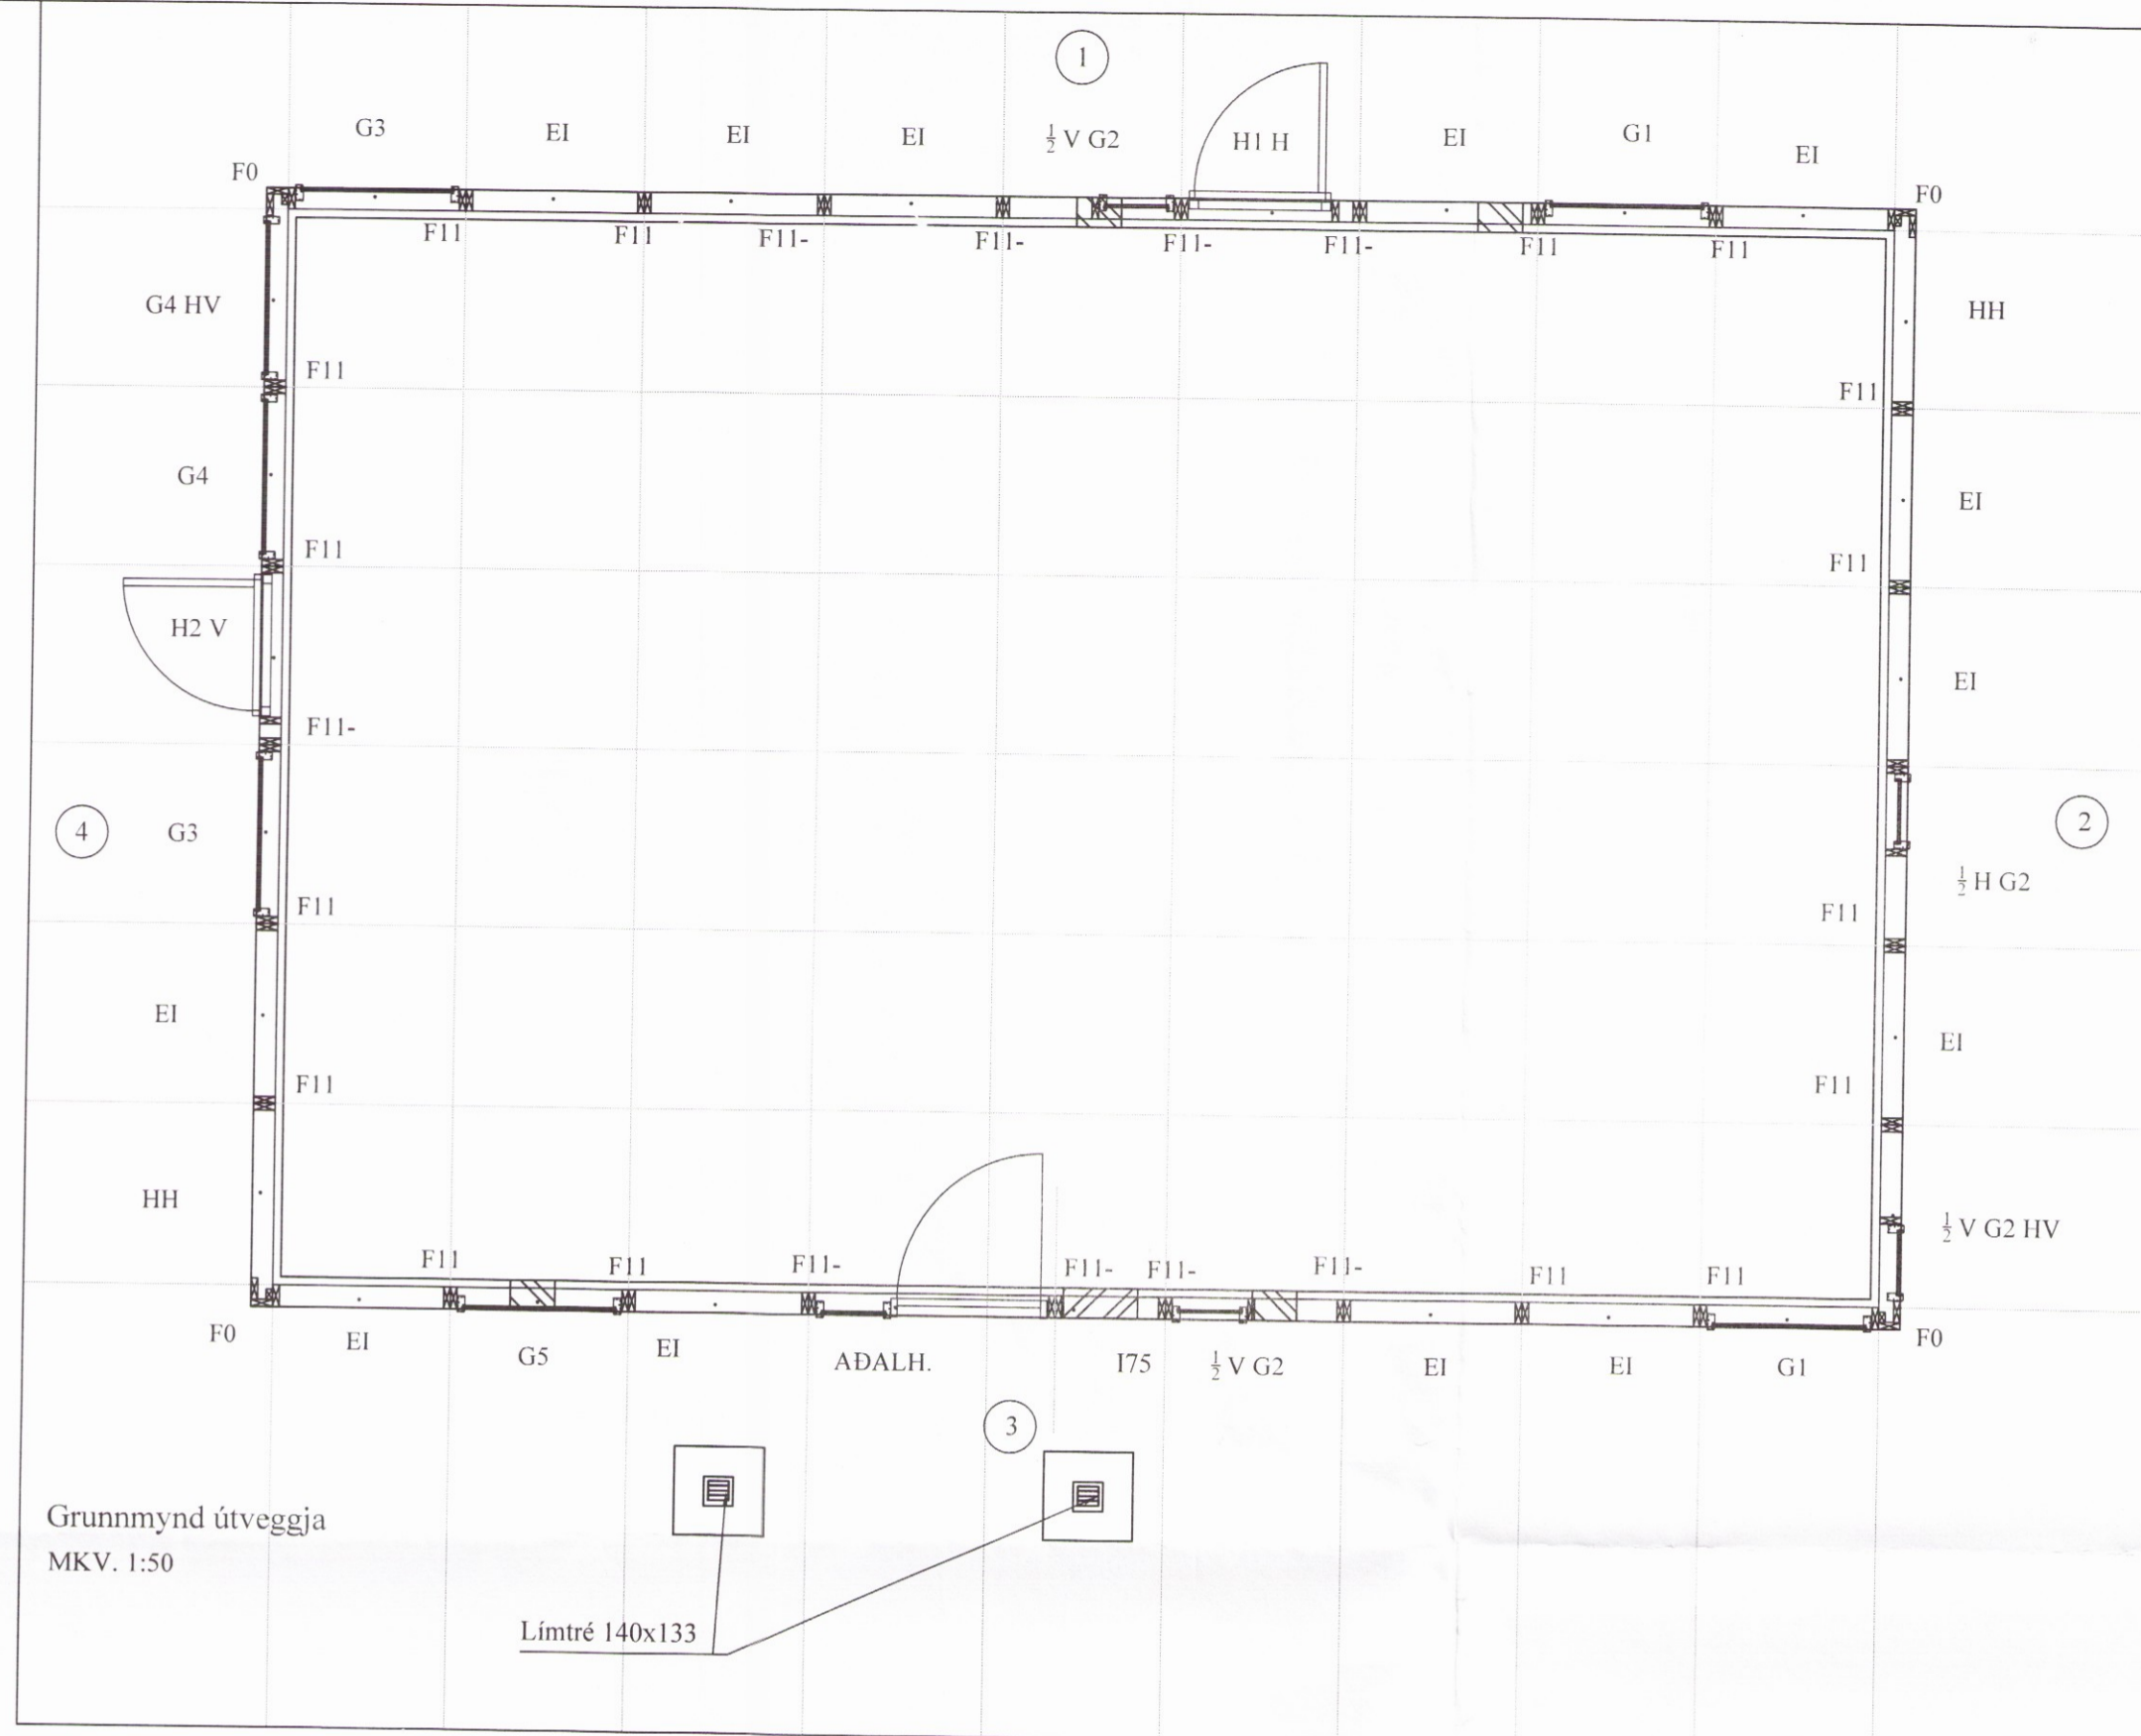 1
G3
EI
EI
EI
½ V G2
H1 H
EI
G1
EI
F0
F0
F11
F11
F11-
F11-
F11-
F11-
F11
F11
G4 HV
HH
F11
F11
G4
EI
F11
F11
H2 V
EI
F11-
4
G3
2
½ H G2
F11
F11
EI
EI
F11
F11
HH
½ V G2 HV
F11
F11
F11-
F11-
F11-
F11-
F11
F11
F0
EI
G5
EI
AÐALH.
I75
½ V G2
EI
EI
G1
F0
3
Grunnmynd útveggja
MKV. 1:50
Límtré 140x133